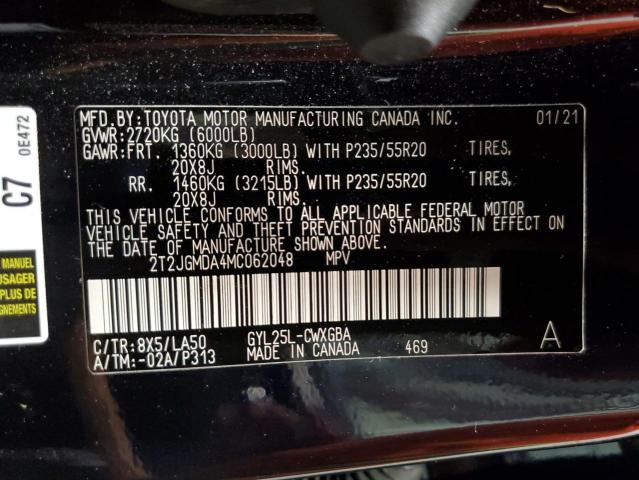 MFD.BY:TOYOTA MOTOR MANUFACTURING CANADA INC. 01/21
GVWR:2720KG (6000LB)
GAWR:FRT. 1360KG (3000LB) WITH P235/55R20 TIRES,
20X8J RIMS.
RR. 1460KG (3215LB) WITH P235/55R20 TIRES,
20X8J RIMS.
THIS VEHICLE CONFORMS TO ALL APPLICABLE FEDERAL MOTOR
VEHICLE SAFETY AND THEFT PREVENTION STANDARDS IN EFFECT ON
THE DATE OF MANUFACTURE SHOWN ABOVE.
2T2JGMDA4MC062048 MPV
C/TR:8X5/LA50 GYL25L-CWXGBA
A/TM:-02A/P313 MADE IN CANADA 469 A
C7 0E472
MANUEL
USAGER
PLUS DE
GNEMENTS